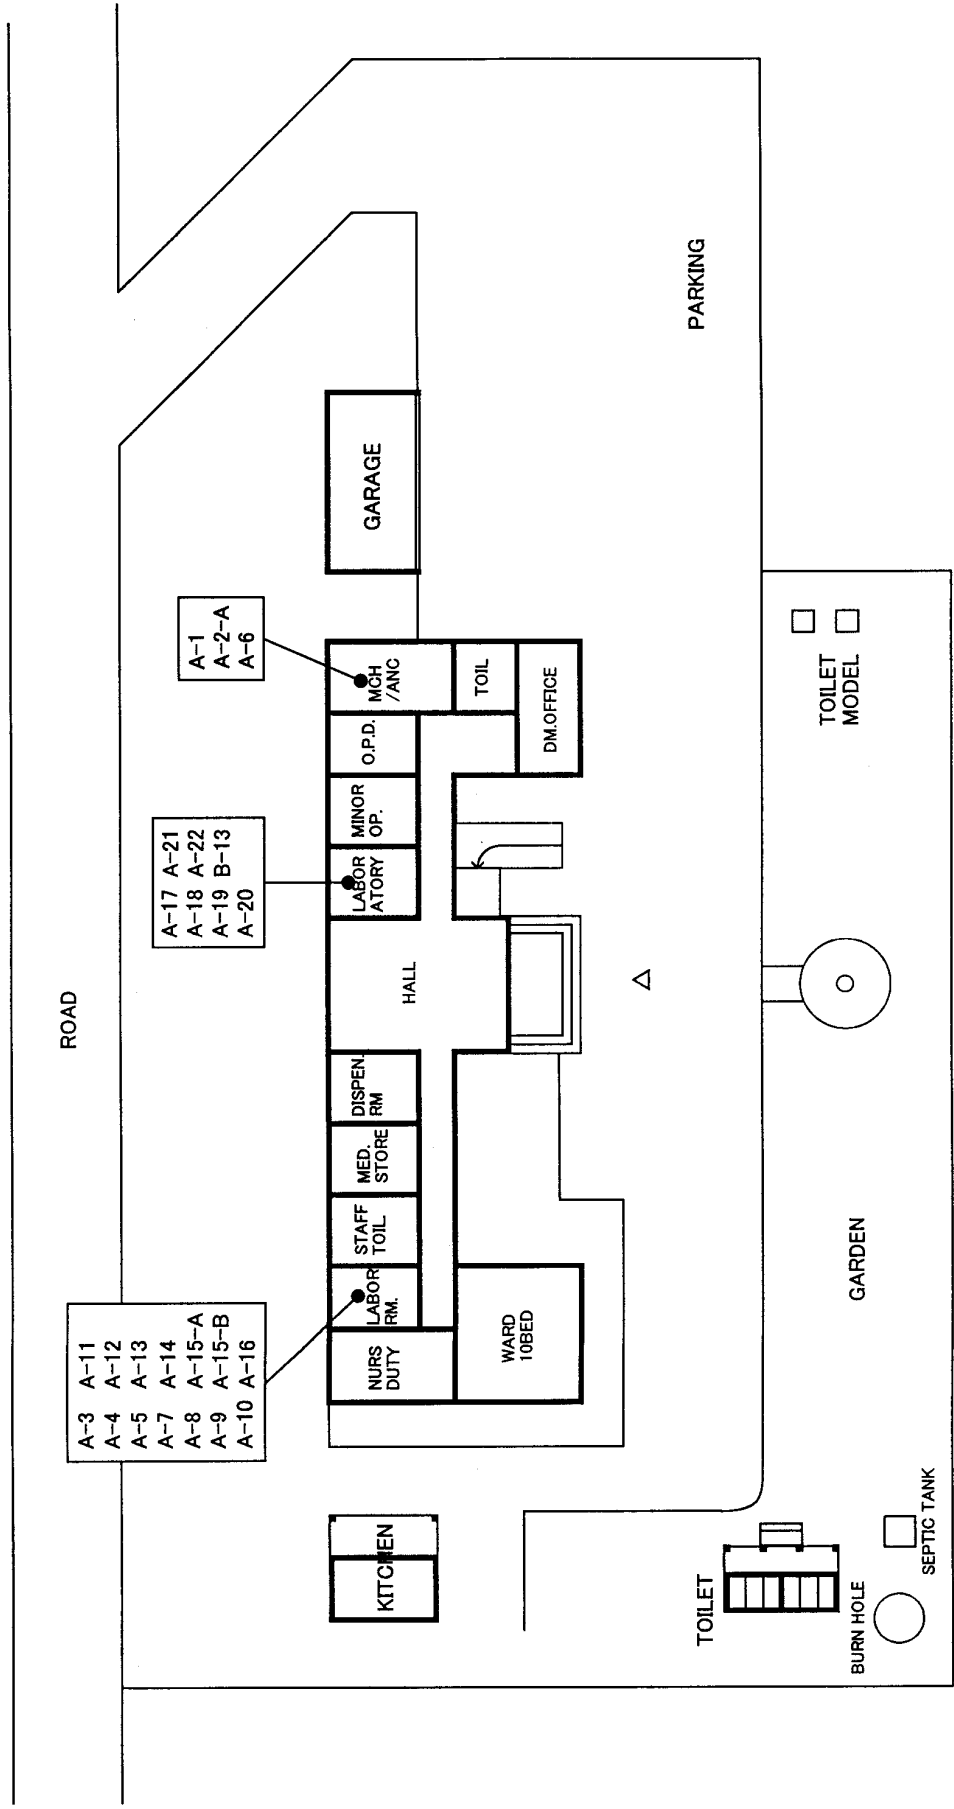 ROAD
A-3 A-11
A-4 A-12
A-5 A-13
A-7 A-14
A-8 A-15-A
A-9 A-15-B
A-10 A-16
A-17 A-21
A-18 A-22
A-19 B-13
A-20
A-1
A-2-A
A-6
KITCHEN
NURS
DUTY
LABOR
RM.
STAFF
TOIL.
MED.
STORE
DISPEN.
RM
HALL
LABOR
ATORY
MINOR
OP.
O.P.D.
MCH
/ANC
GARAGE
WARD
10BED
TOIL
DM.OFFICE
PARKING
TOILET
BURN HOLE
SEPTIC TANK
GARDEN
TOILET
MODEL